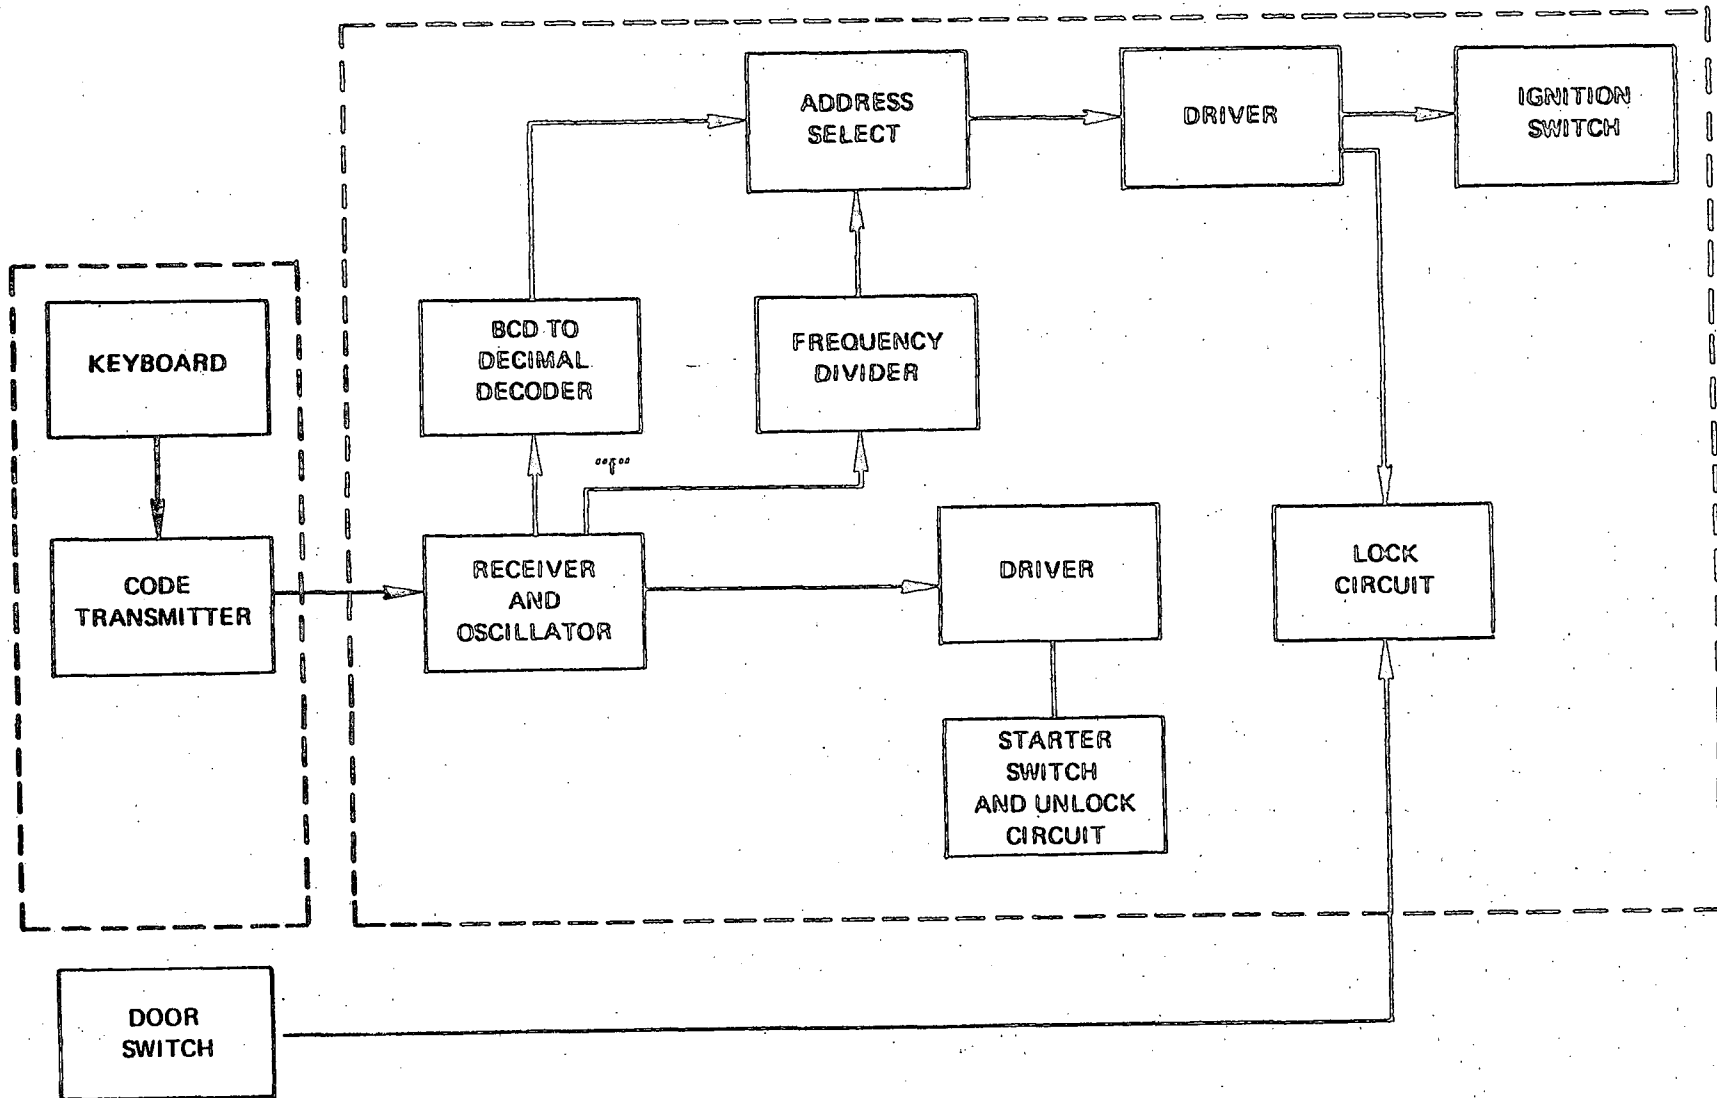 ADDRESS
SELECT
DRIVER
IGNITION
SWITCH
KEYBOARD
BCD TO
DECIMAL
DECODER
FREQUENCY
DIVIDER
CODE
TRANSMITTER
RECEIVER
AND
OSCILLATOR
DRIVER
LOCK
CIRCUIT
STARTER
SWITCH
AND UNLOCK
CIRCUIT
DOOR
SWITCH